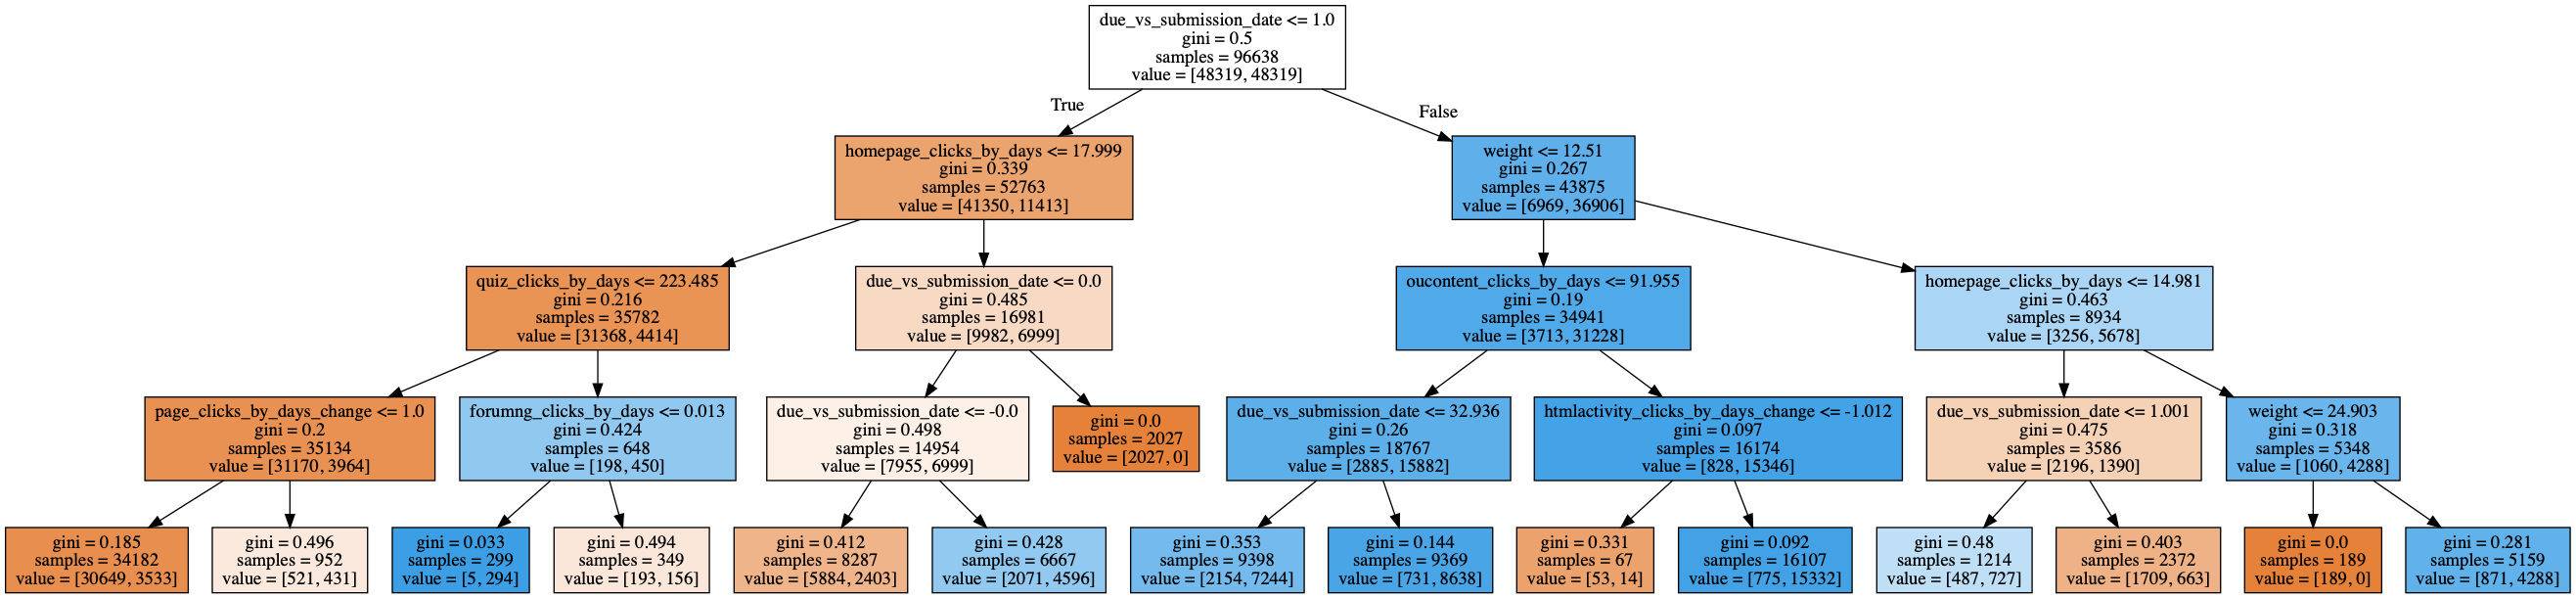 due_vs_submission_date <= 1.0
gini = 0.5
samples = 96638
value = [48319, 48319]
True
False
homepage_clicks_by_days <= 17.999
gini = 0.339
samples = 52763
value = [41350, 11413]
weight <= 12.51
gini = 0.267
samples = 43875
value = [6969, 36906]
quiz_clicks_by_days <= 223.485
gini = 0.216
samples = 35782
value = [31368, 4414]
due_vs_submission_date <= 0.0
gini = 0.485
samples = 16981
value = [9982, 6999]
oucontent_clicks_by_days <= 91.955
gini = 0.19
samples = 34941
value = [3713, 31228]
homepage_clicks_by_days <= 14.981
gini = 0.463
samples = 8934
value = [3256, 5678]
page_clicks_by_days_change <= 1.0
gini = 0.2
samples = 35134
value = [31170, 3964]
forumng_clicks_by_days <= 0.013
gini = 0.424
samples = 648
value = [198, 450]
due_vs_submission_date <= -0.0
gini = 0.498
samples = 14954
value = [7955, 6999]
gini = 0.0
samples = 2027
value = [2027, 0]
due_vs_submission_date <= 32.936
gini = 0.26
samples = 18767
value = [2885, 15882]
htmlactivity_clicks_by_days_change <= -1.012
gini = 0.097
samples = 16174
value = [828, 15346]
due_vs_submission_date <= 1.001
gini = 0.475
samples = 3586
value = [2196, 1390]
weight <= 24.903
gini = 0.318
samples = 5348
value = [1060, 4288]
gini = 0.185
samples = 34182
value = [30649, 3533]
gini = 0.496
samples = 952
value = [521, 431]
gini = 0.033
samples = 299
value = [5, 294]
gini = 0.494
samples = 349
value = [193, 156]
gini = 0.412
samples = 8287
value = [5884, 2403]
gini = 0.428
samples = 6667
value = [2071, 4596]
gini = 0.353
samples = 9398
value = [2154, 7244]
gini = 0.144
samples = 9369
value = [731, 8638]
gini = 0.331
samples = 67
value = [53, 14]
gini = 0.092
samples = 16107
value = [775, 15332]
gini = 0.48
samples = 1214
value = [487, 727]
gini = 0.403
samples = 2372
value = [1709, 663]
gini = 0.0
samples = 189
value = [189, 0]
gini = 0.281
samples = 5159
value = [871, 4288]